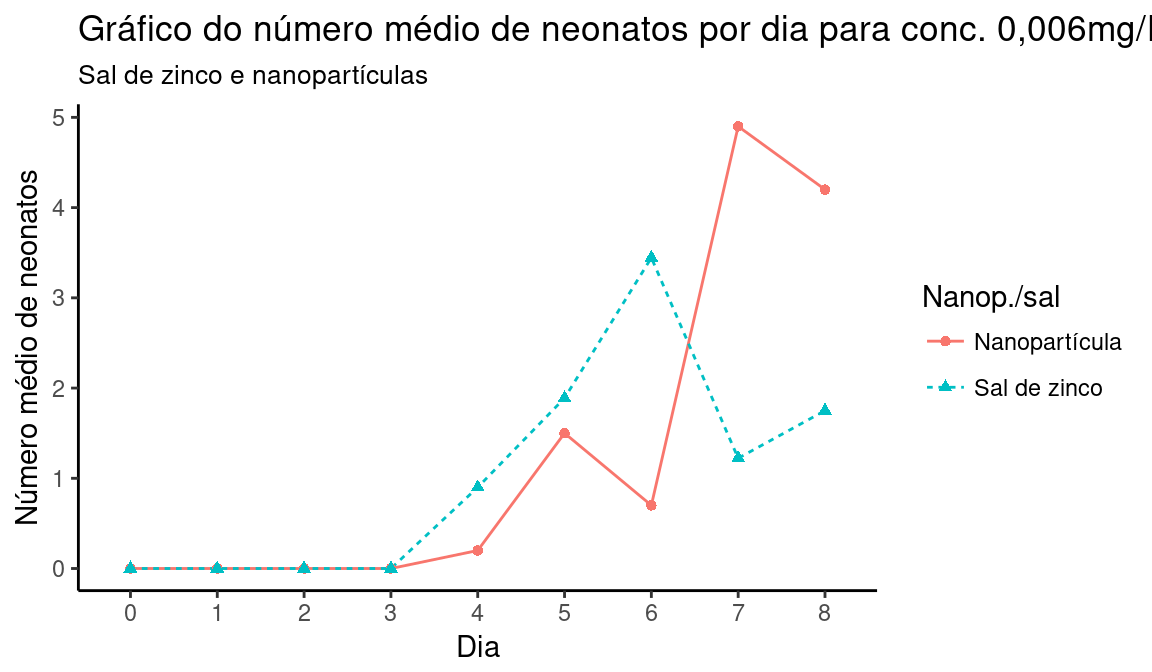 Gráfico do número médio de neonatos por dia para conc. 0,006mg/l
Sal de zinco e nanopartículas
Número médio de neonatos
5
4
3
2
1
0
0 1 2 3 4 5 6 7 8
Dia
Nanop./sal
Nanopartícula
Sal de zinco